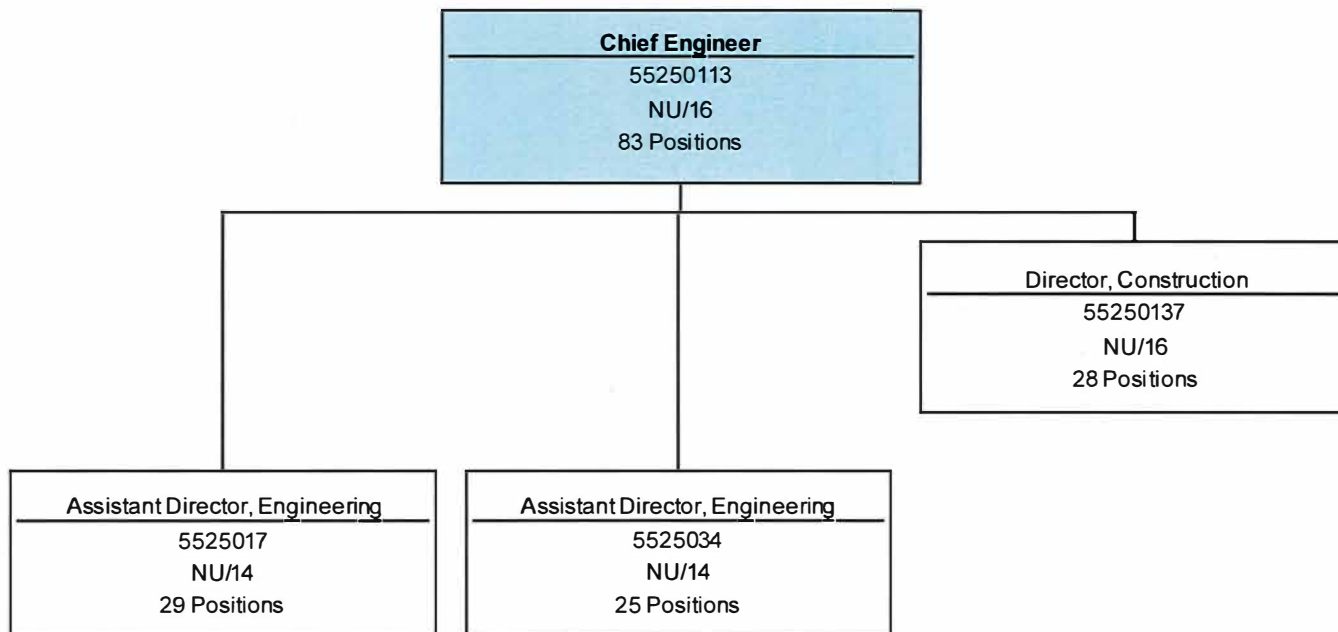 Chief Engineer
55250113
NU/16
83 Positions
Director, Construction
55250137
NU/16
28 Positions
Assistant Director, Engineering
5525017
NU/14
29 Positions
Assistant Director, Engineering
5525034
NU/14
25 Positions